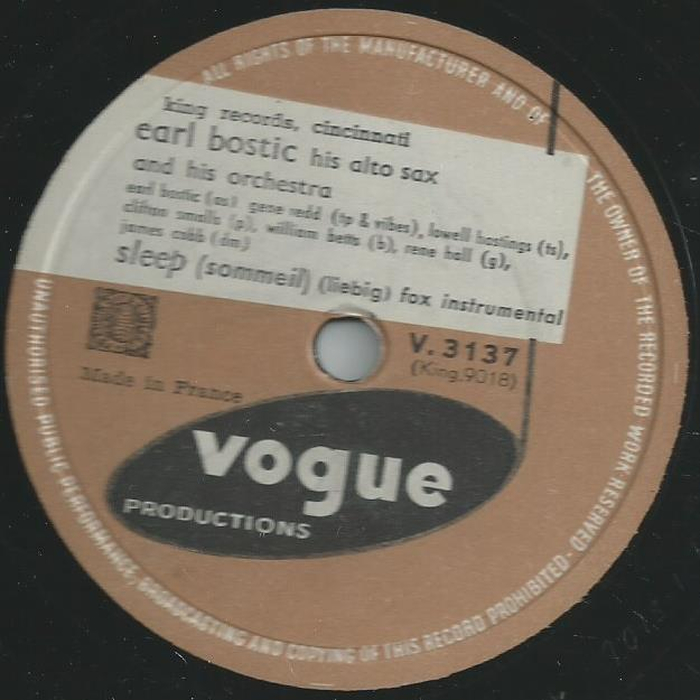 ALL RIGHTS OF THE MANUFACTURER AND OF THE OWNER OF THE RECORDED WORK RESERVED- UNAUTHORISED PUBLIC PERFORMANCE, BROADCASTING AND COPYING OF THIS RECORD PROHIBITED-
king records, cincinnati
earl bostic his alto sax
and his orchestra
earl bostic (as) gene redd (tp & vibes), lowell hastings (ts),
clifton smalls (p), william betts (b), rene hall (g),
james cobb (dm)
sleep (sommeil) (liebig) fox instrumental
V. 3137
(King.9018)
Made in France
vogue
PRODUCTIONS